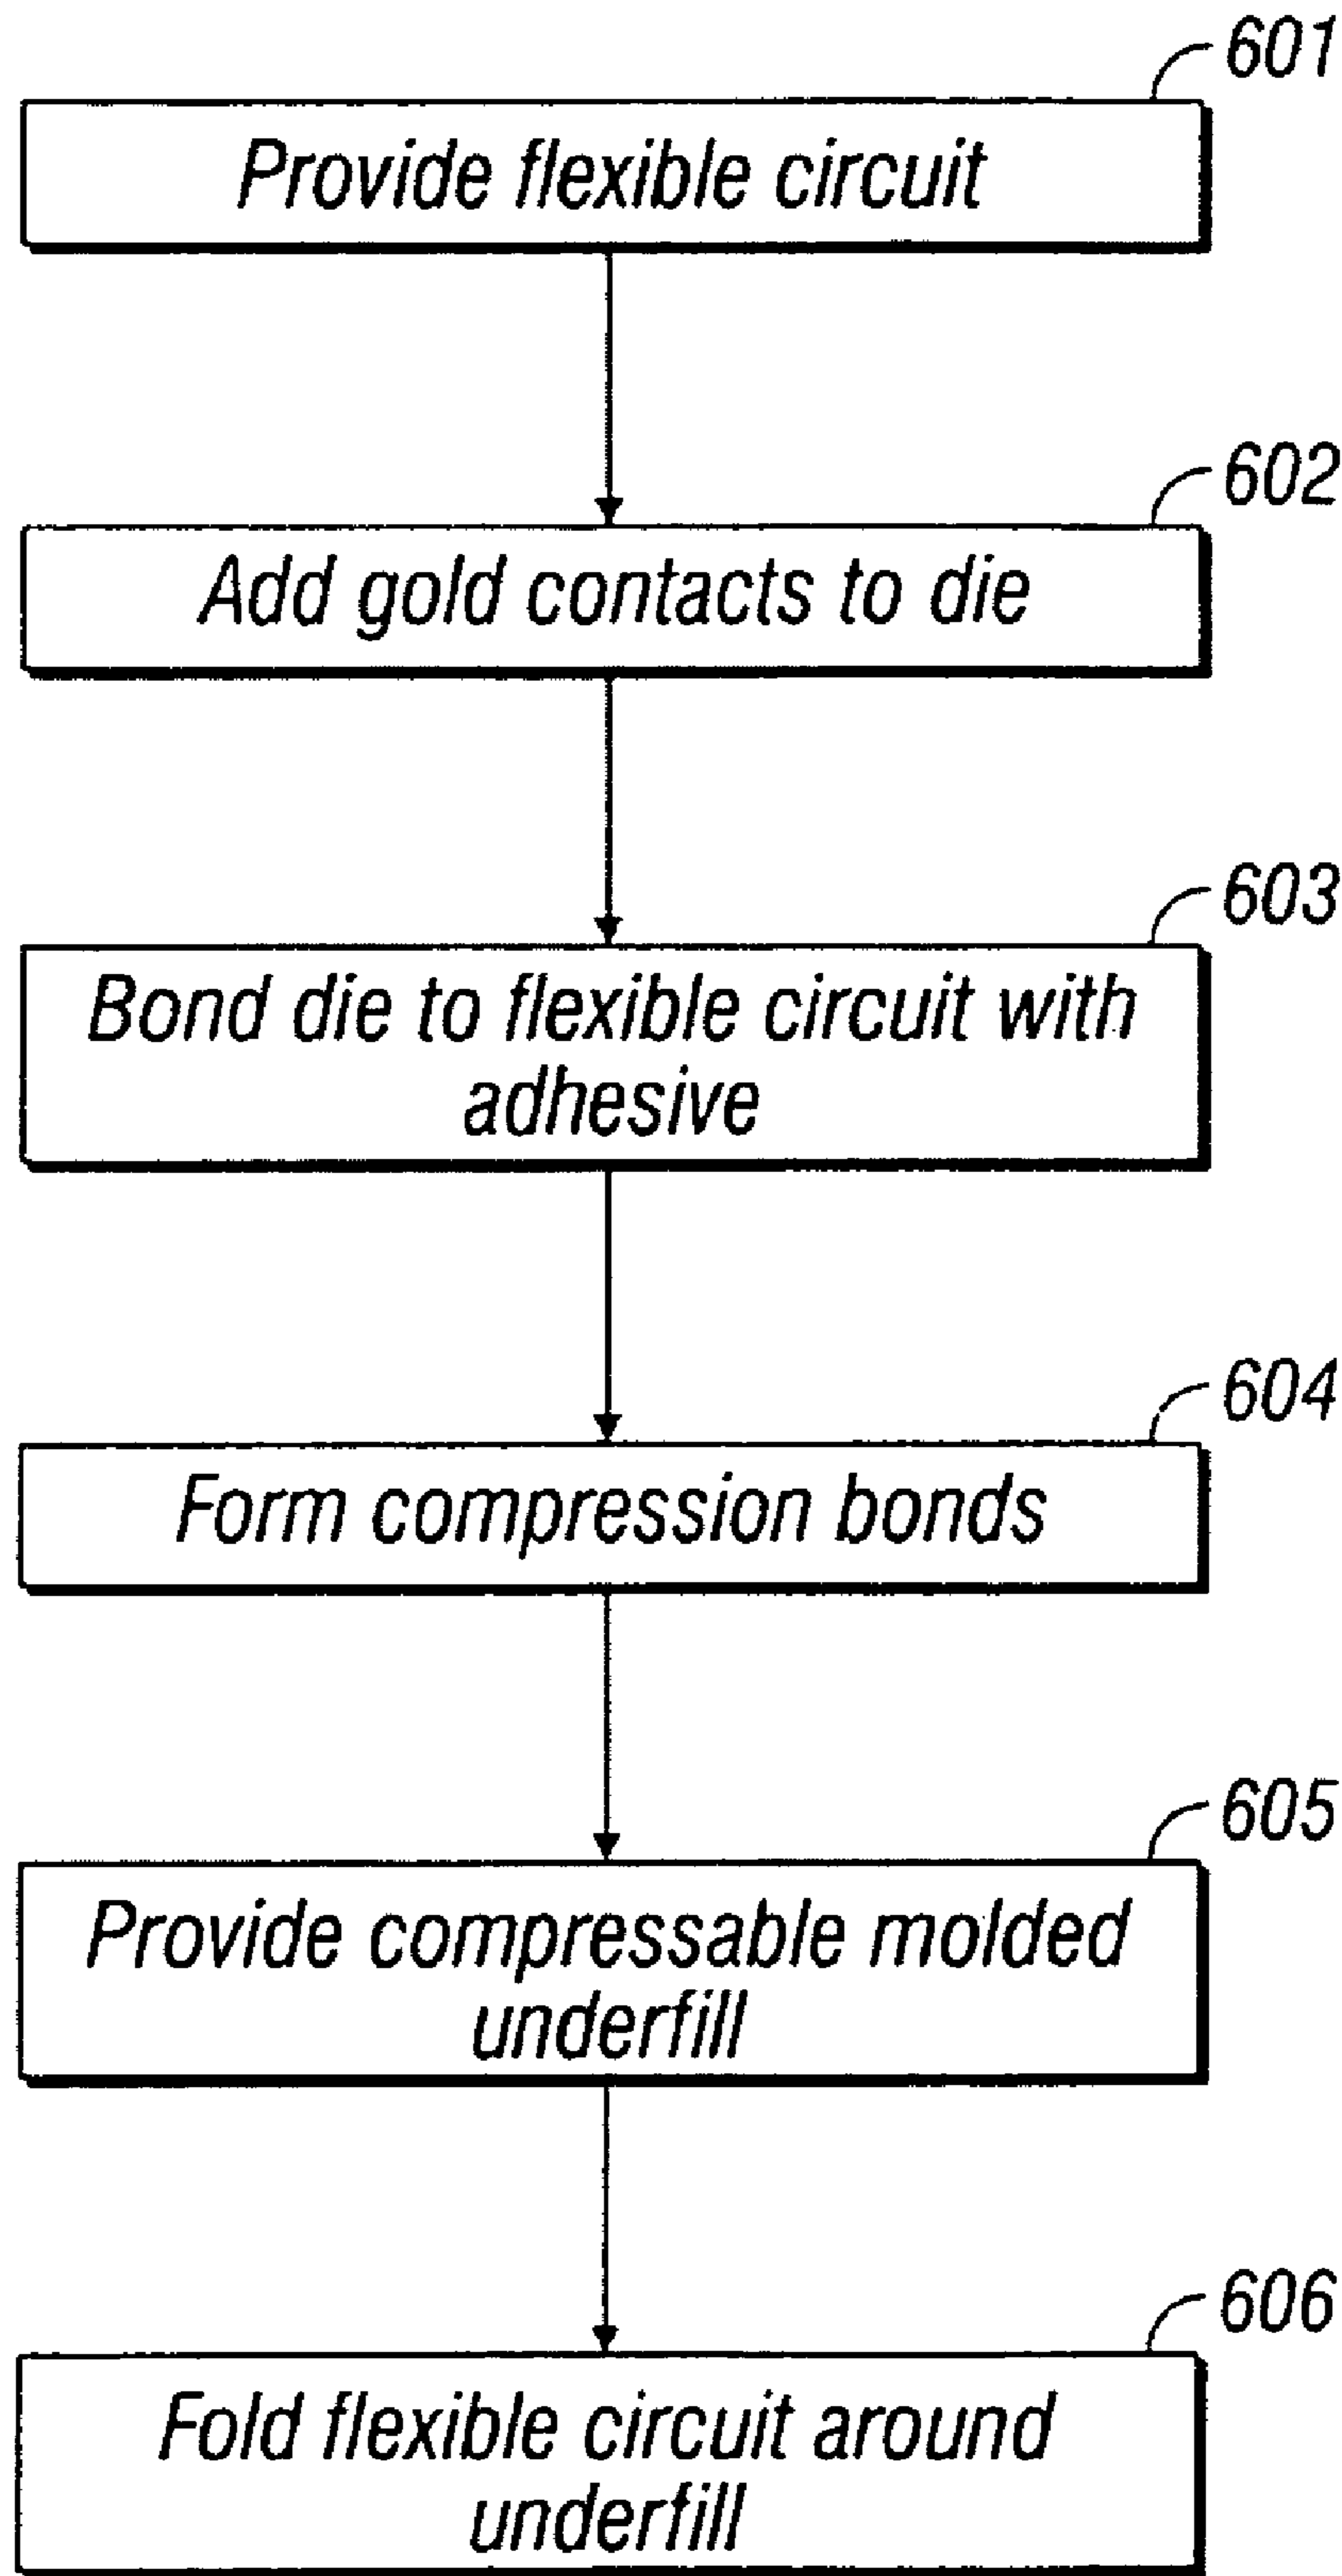 601
Provide flexible circuit
602
Add gold contacts to die
603
Bond die to flexible circuit with
adhesive
604
Form compression bonds
605
Provide compressable molded
underfill
606
Fold flexible circuit around
underfill